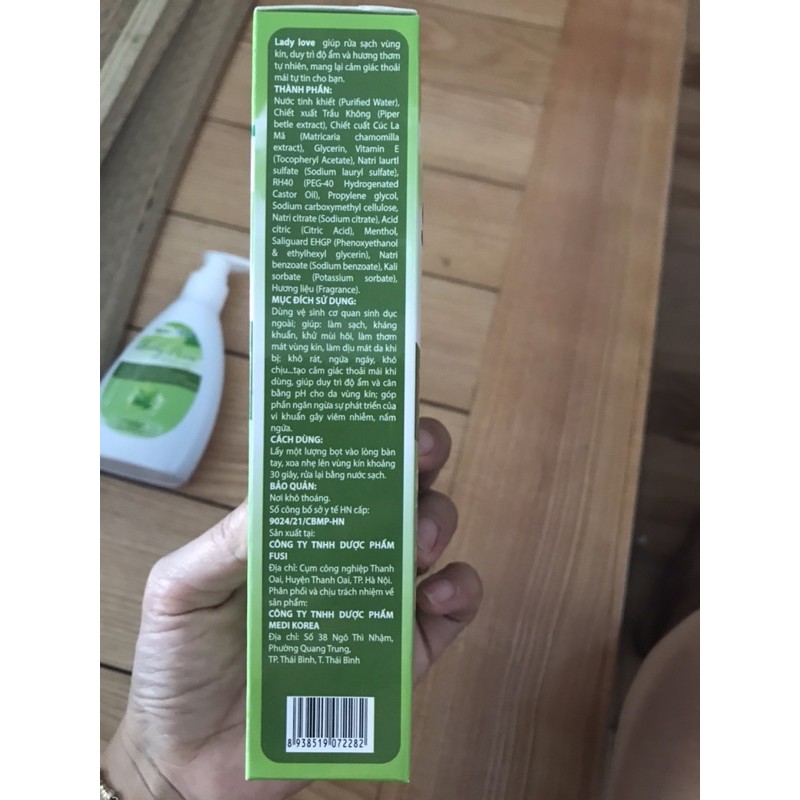 Lady love giúp rửa sạch vùng
kín, duy trì độ ẩm và hương thơm
tự nhiên, mang lại cảm giác thoải
mái tự tin cho bạn.
THÀNH PHẦN:
Nước tinh khiết (Purified Water),
Chiết xuất Trầu Không (Piper
betle extract), Chiết cuất Cúc La
Mã (Matricaria chamomilla
extract), Glycerin, Vitamin E
(Tocopheryl Acetate), Natri laurtl
sulfate (Sodium lauryl sulfate),
RH40 (PEG-40 Hydrogenated
Castor Oil), Propylene glycol,
Sodium carboxymethyl cellulose,
Natri citrate (Sodium citrate), Acid
citric (Citric Acid), Menthol,
Saliguard EHGP (Phenoxyethanol
& ethylhexyl glycerin), Natri
benzoate (Sodium benzoate), Kali
sorbate (Potassium sorbate),
Hương liệu (Fragrance).
MỤC ĐÍCH SỬ DỤNG:
Dùng vệ sinh cơ quan sinh dục
ngoài; giúp: làm sạch, kháng
khuẩn, khử mùi hôi, làm thơm
mát vùng kín, làm dịu mát da khi
bị: khô rát, ngứa ngáy, khô
chịu...tạo cảm giác thoải mái khi
dùng, giúp duy trì độ ẩm và cân
bằng pH cho da vùng kín; góp
phần ngăn ngừa sự phát triển của
vi khuẩn gây viêm nhiễm, nấm
ngứa.
CÁCH DÙNG:
Lấy một lượng bọt vào lòng bàn
tay, xoa nhẹ lên vùng kín khoảng
30 giây, rửa lại bằng nước sạch.
BẢO QUẢN:
Nơi khô thoáng.
Số công bố sở y tế HN cấp:
9024/21/CBMP-HN
Sản xuất tại:
CÔNG TY TNHH DƯỢC PHẨM
FUSI
Địa chỉ: Cụm công nghiệp Thanh
Oai, Huyện Thanh Oai, TP. Hà Nội.
Phân phối và chịu trách nhiệm về
sản phẩm:
CÔNG TY TNHH DƯỢC PHẨM
MEDI KOREA
Địa chỉ: Số 38 Ngô Thì Nhậm,
Phường Quang Trung,
TP. Thái Bình, T. Thái Bình
8 938519 072282